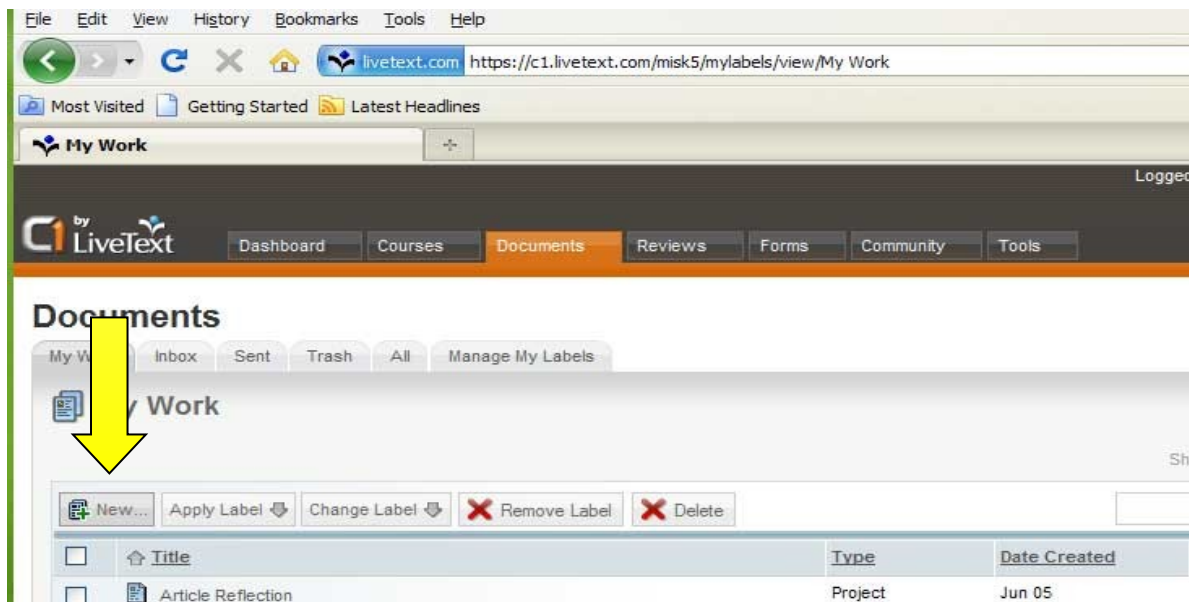 File Edit View History Bookmarks Tools Help
livetext.com https://c1.livetext.com/misk5/mylabels/view/My Work
Most Visited Getting Started Latest Headlines
My Work
Logged
C1 by LiveText Dashboard Courses Documents Reviews Forms Community Tools
Documents
My W Inbox Sent Trash All Manage My Labels
y Work
Sh
New... Apply Label Change Label Remove Label Delete
Title Type Date Created
Article Reflection Project Jun 05